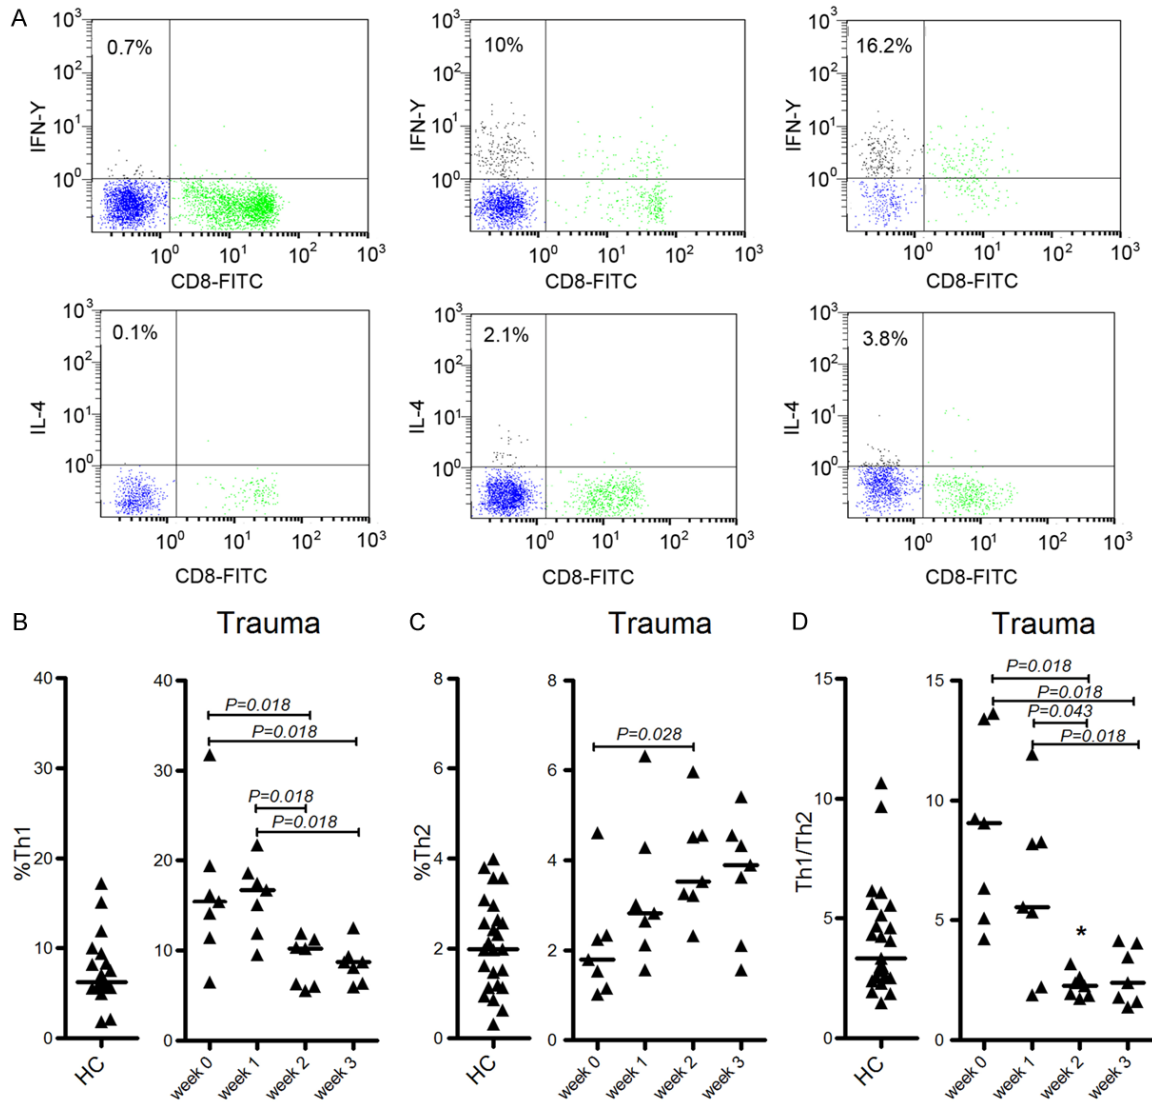 A
10³
10²
10¹
10⁰
IFN-Y
0.7%
10⁰ 10¹ 10² 10³
CD8-FITC
10³
10²
10¹
10⁰
IFN-Y
10%
10⁰ 10¹ 10² 10³
CD8-FITC
10³
10²
10¹
10⁰
IFN-Y
16.2%
10⁰ 10¹ 10² 10³
CD8-FITC
10³
10²
10¹
10⁰
IL-4
0.1%
10⁰ 10¹ 10² 10³
CD8-FITC
10³
10²
10¹
10⁰
IL-4
2.1%
10⁰ 10¹ 10² 10³
CD8-FITC
10³
10²
10¹
10⁰
IL-4
3.8%
10⁰ 10¹ 10² 10³
CD8-FITC
B
Trauma
40
30
20
10
0
%Th1
HC
40
30
20
10
0
P=0.018
P=0.018
P=0.018
P=0.018
week 0 week 1 week 2 week 3
C
Trauma
8
6
4
2
0
%Th2
HC
8
6
4
2
0
P=0.028
week 0 week 1 week 2 week 3
D
Trauma
15
10
5
0
Th1/Th2
HC
15
10
5
0
P=0.018
P=0.018
P=0.043
P=0.018
*
week 0 week 1 week 2 week 3